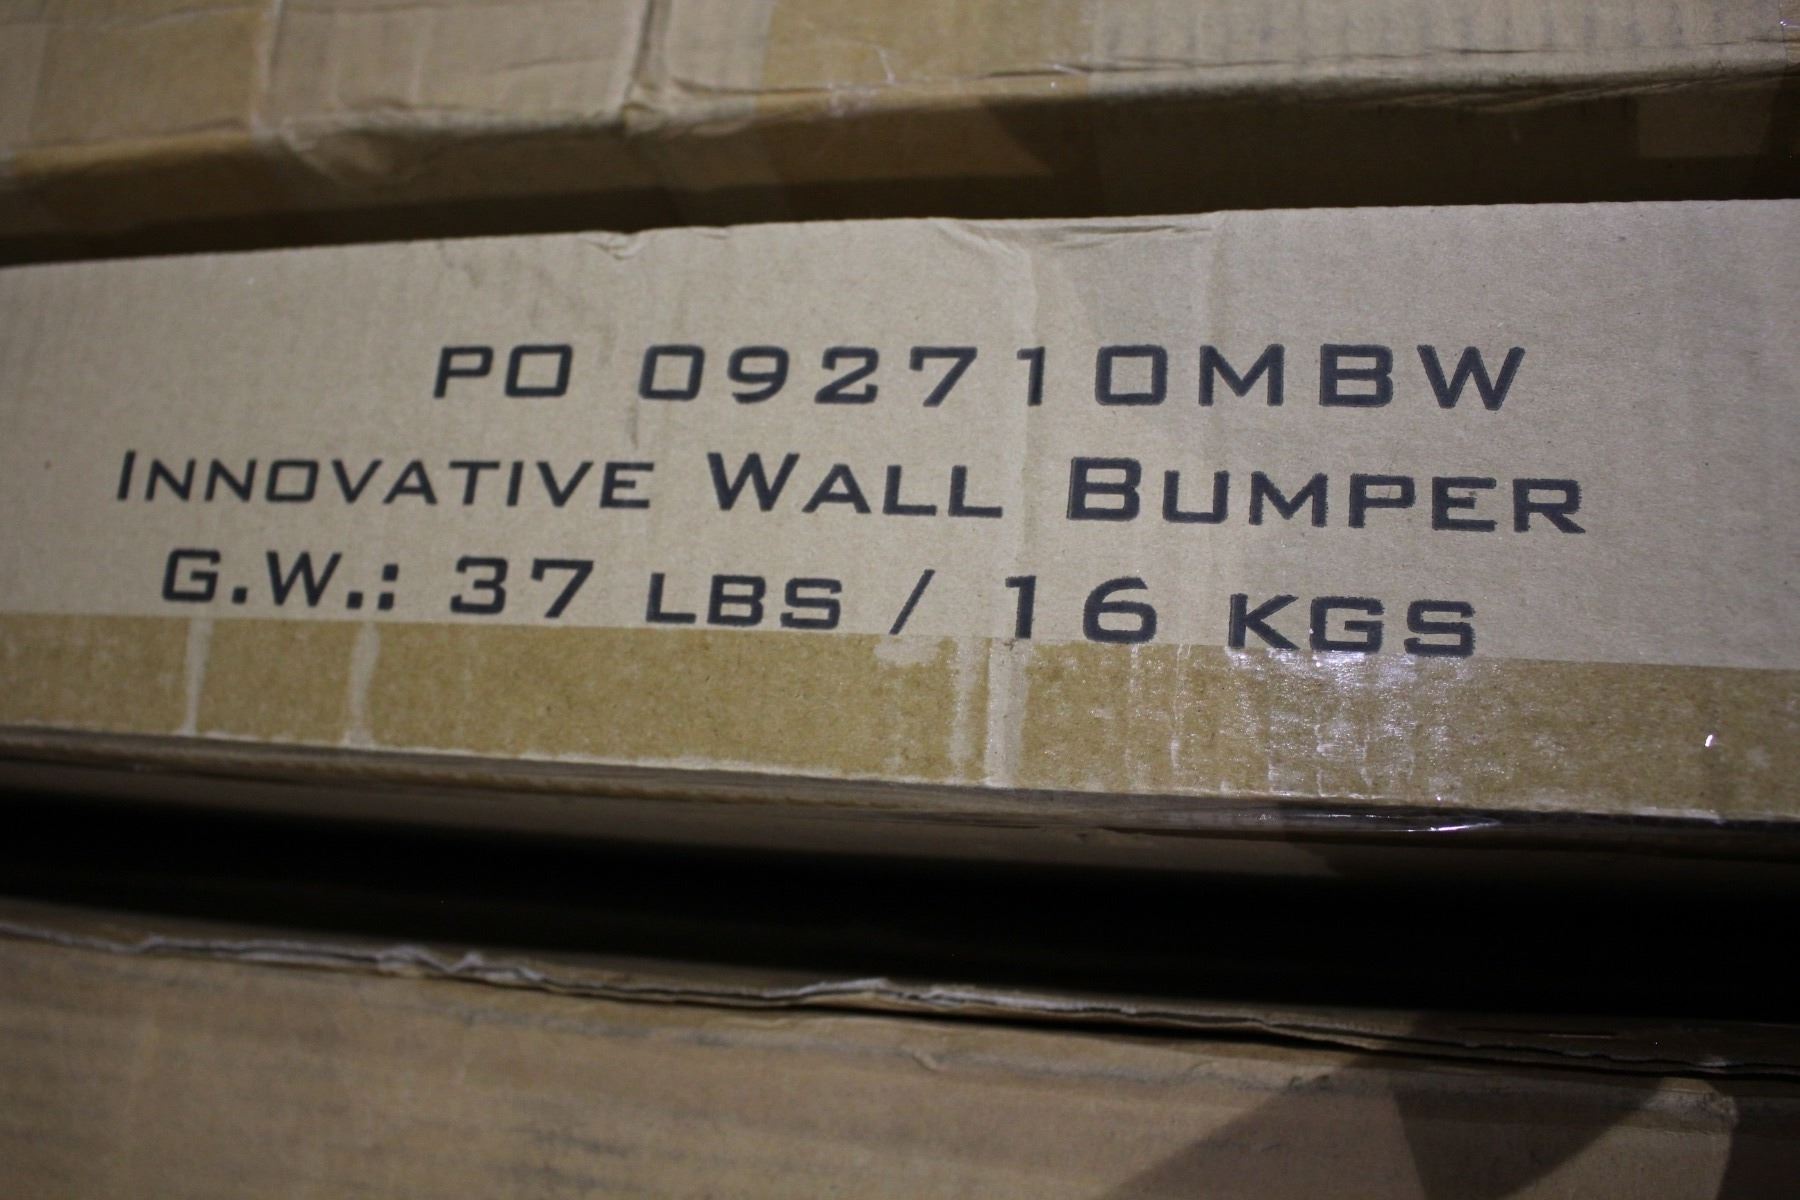 PO 092710MBW
INNOVATIVE WALL BUMPER
G.W.: 37 LBS / 16 KGS